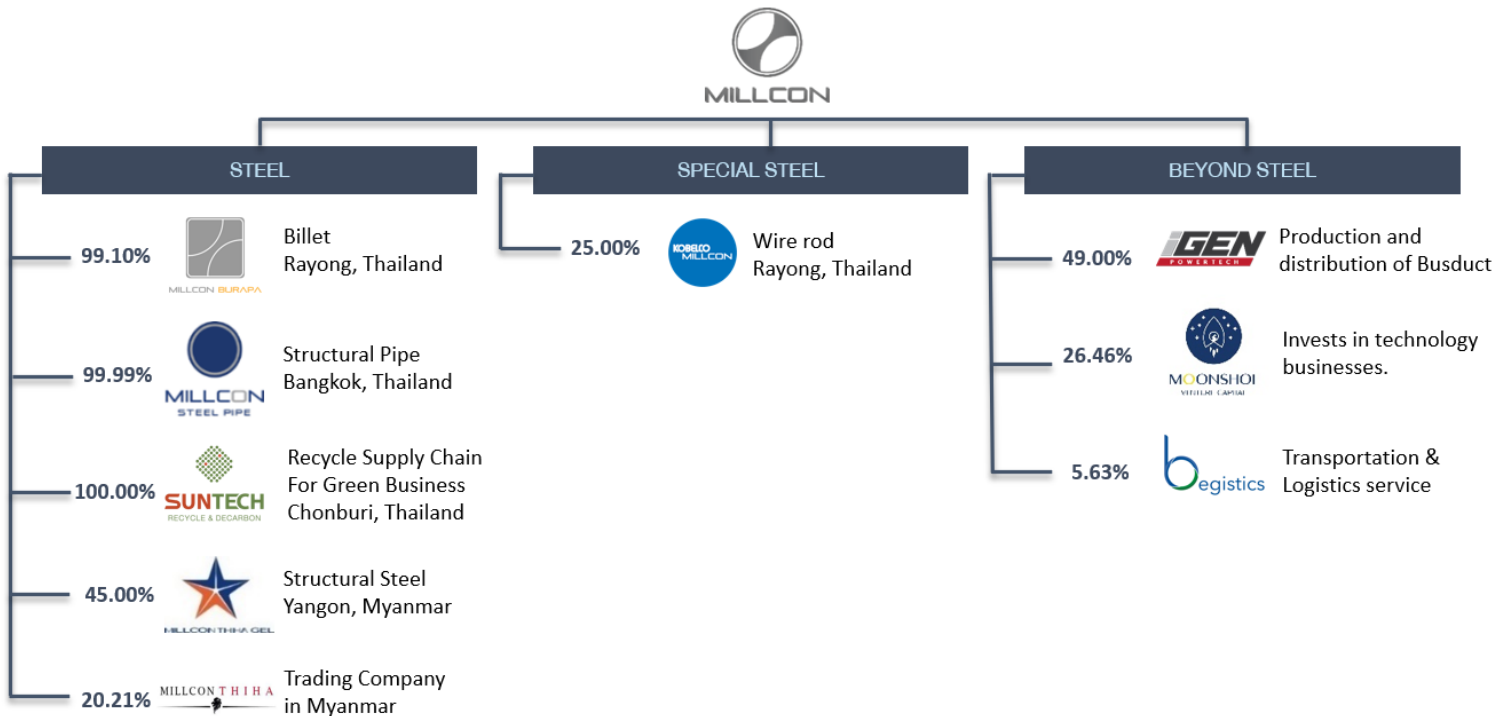 MILLCON
STEEL
99.10%
MILLCON BURAPA
Billet
Rayong, Thailand
99.99%
MILLCON
STEEL PIPE
Structural Pipe
Bangkok, Thailand
100.00%
SUNTECH
RECYCLE & DECARBON
Recycle Supply Chain
For Green Business
Chonburi, Thailand
45.00%
MILLCON THIHA GEL
Structural Steel
Yangon, Myanmar
20.21%
MILLCON THIHA
Trading Company
in Myanmar
SPECIAL STEEL
25.00%
KOBELCO
MILLCON
Wire rod
Rayong, Thailand
BEYOND STEEL
49.00%
iGEN
POWERTECH
Production and
distribution of Busduct
26.46%
MOONSHOT
VENTURE CAPITAL
Invests in technology
businesses.
5.63%
begistics
Transportation &
Logistics service